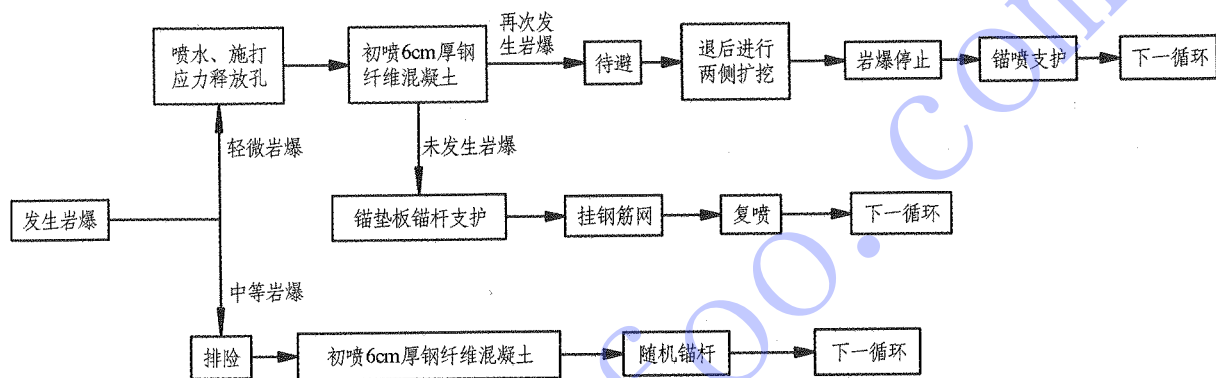 再次发
生岩爆
喷水、施打
应力释放孔
初喷6cm厚钢
纤维混凝土
待避
退后进行
两侧扩挖
岩爆停止
锚喷支护
下一循环
轻微岩爆
未发生岩爆
发生岩爆
锚垫板锚杆支护
挂钢筋网
复喷
下一循环
中等岩爆
排险
初喷6cm厚钢纤维混凝土
随机锚杆
下一循环
foo.com